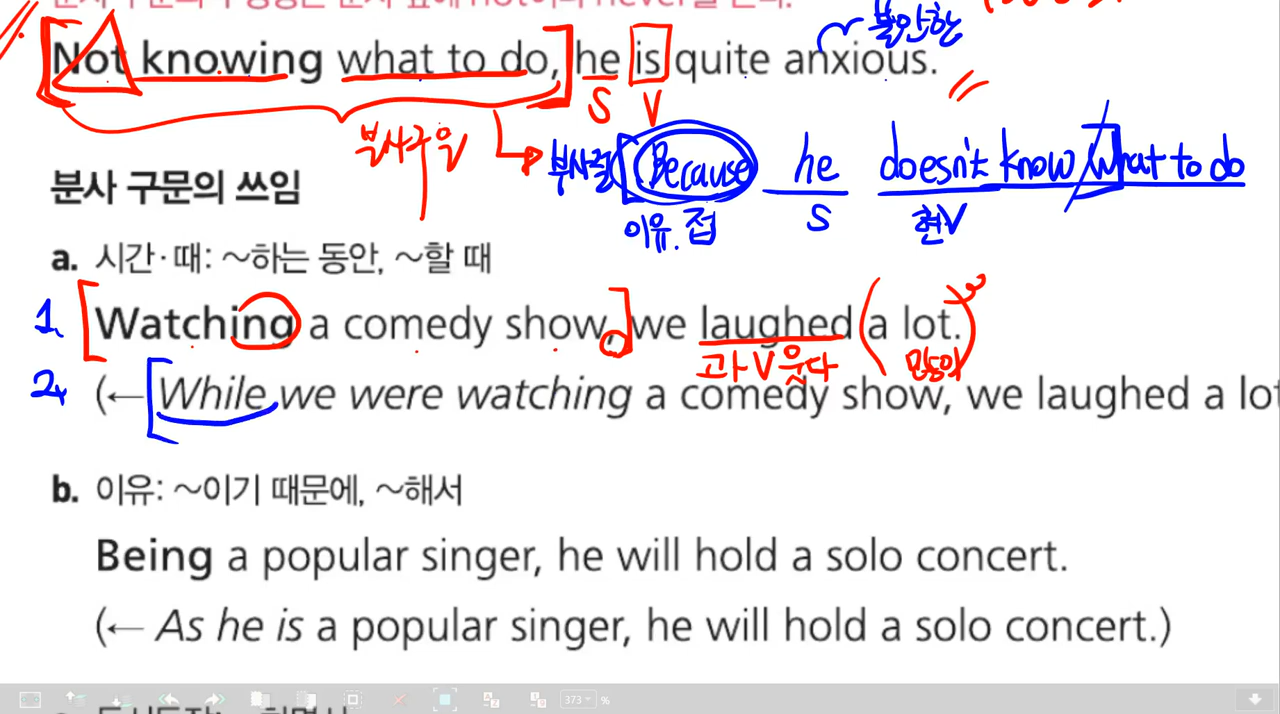 Not knowing what to do, he is quite anxious.
불안한
S V
분사구문
부사절 Because he doesn't know what to do
이유.접 S 현V
분사 구문의 쓰임
a. 시간·때: ~하는 동안, ~할 때
1. Watching a comedy show, we laughed a lot.
과거V 웃다 많이
2. (← While we were watching a comedy show, we laughed a lot
b. 이유: ~이기 때문에, ~해서
Being a popular singer, he will hold a solo concert.
(← As he is a popular singer, he will hold a solo concert.)
373 %